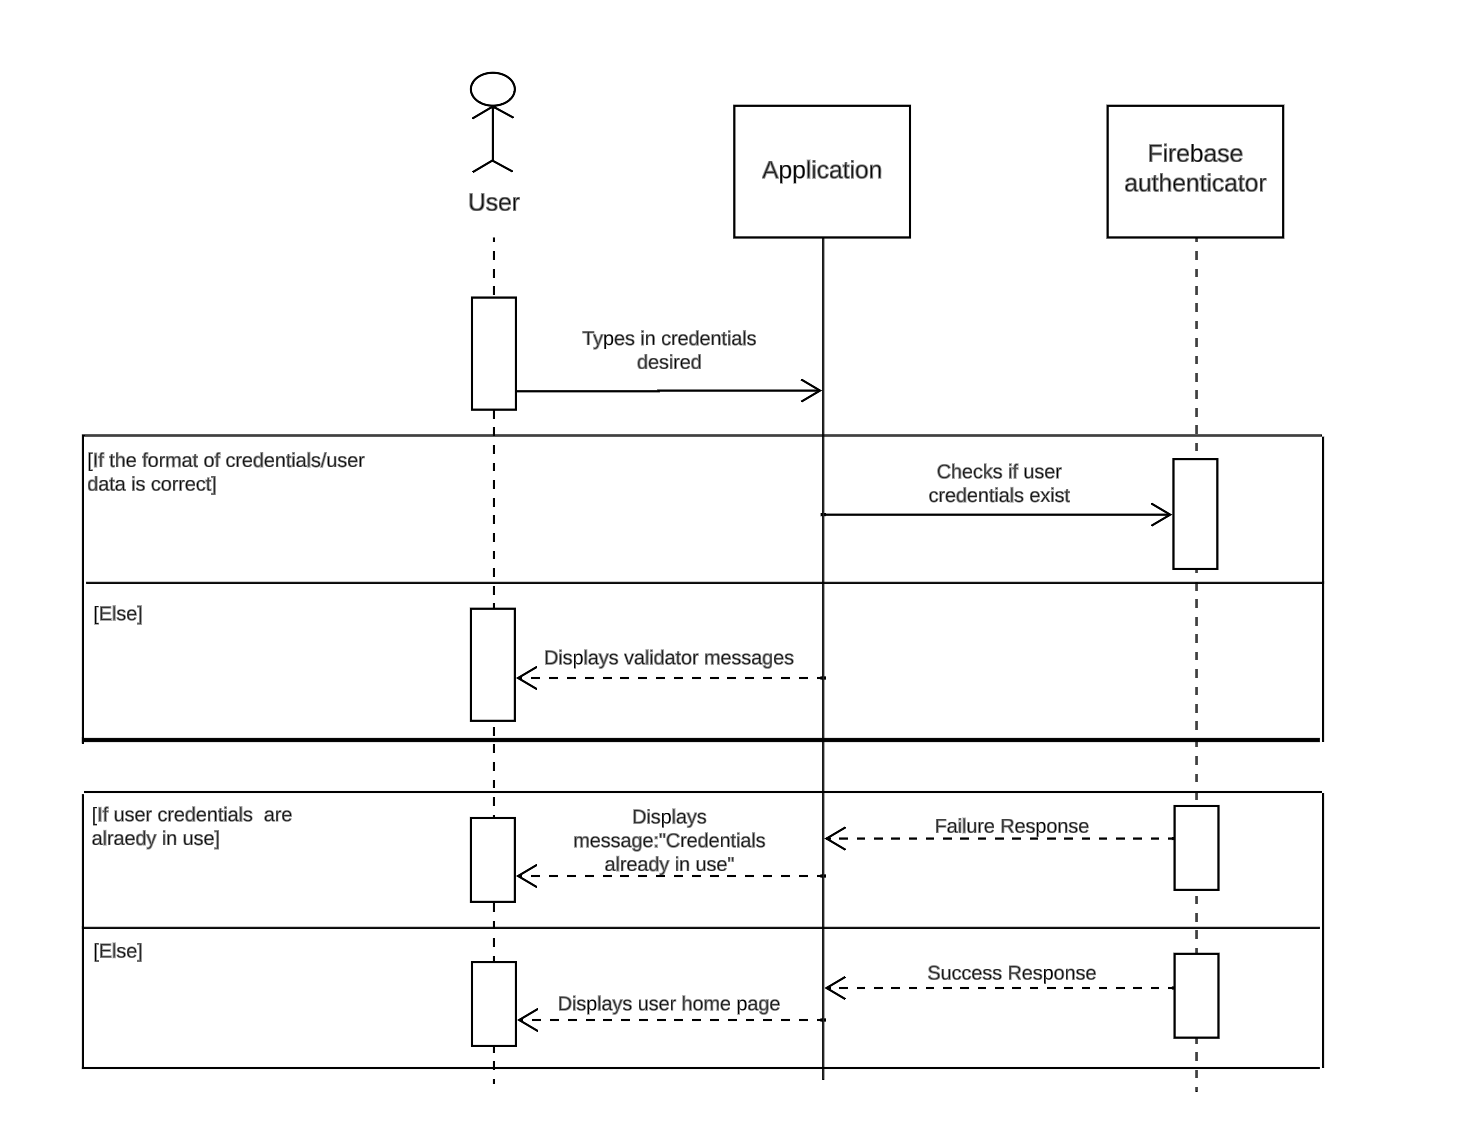 User
Application
Firebase
authenticator
Types in credentials
desired
[If the format of credentials/user
data is correct]
Checks if user
credentials exist
[Else]
Displays validator messages
[If user credentials  are
alraedy in use]
Displays
message:"Credentials
already in use"
Failure Response
[Else]
Success Response
Displays user home page